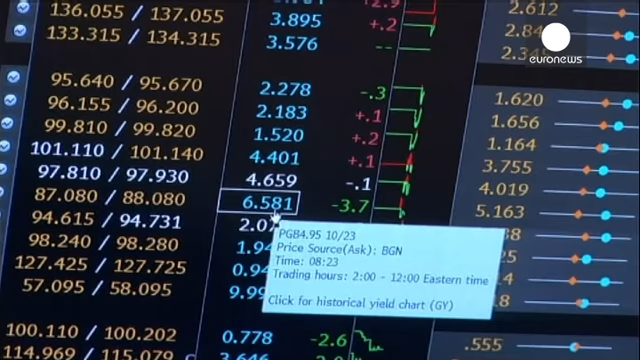 136.055 / 137.055 3.895 +.2 2.612
133.315 / 134.315 3.576 --
euronews
95.640 / 95.670 2.278 -.3 1.620
96.155 / 96.200 2.183 +.1 1.656
99.810 / 99.820 1.520 +.2 1.164
101.110 / 101.140 4.401 +.1 3.755
97.810 / 97.930 4.659 -.1 4.019
87.080 / 88.080 6.581 -3.7 5.163
94.615 / 94.731
98.240 / 98.280
127.425 / 127.725
57.095 / 58.095
PGB4.95 10/23
Price Source(Ask): BGN
Time: 08:23
Trading hours: 2:00 - 12:00 Eastern time
Click for historical yield chart (GY)
100.110 / 100.202 0.778 -2.6 .555
114.969 / 115.079 3.646